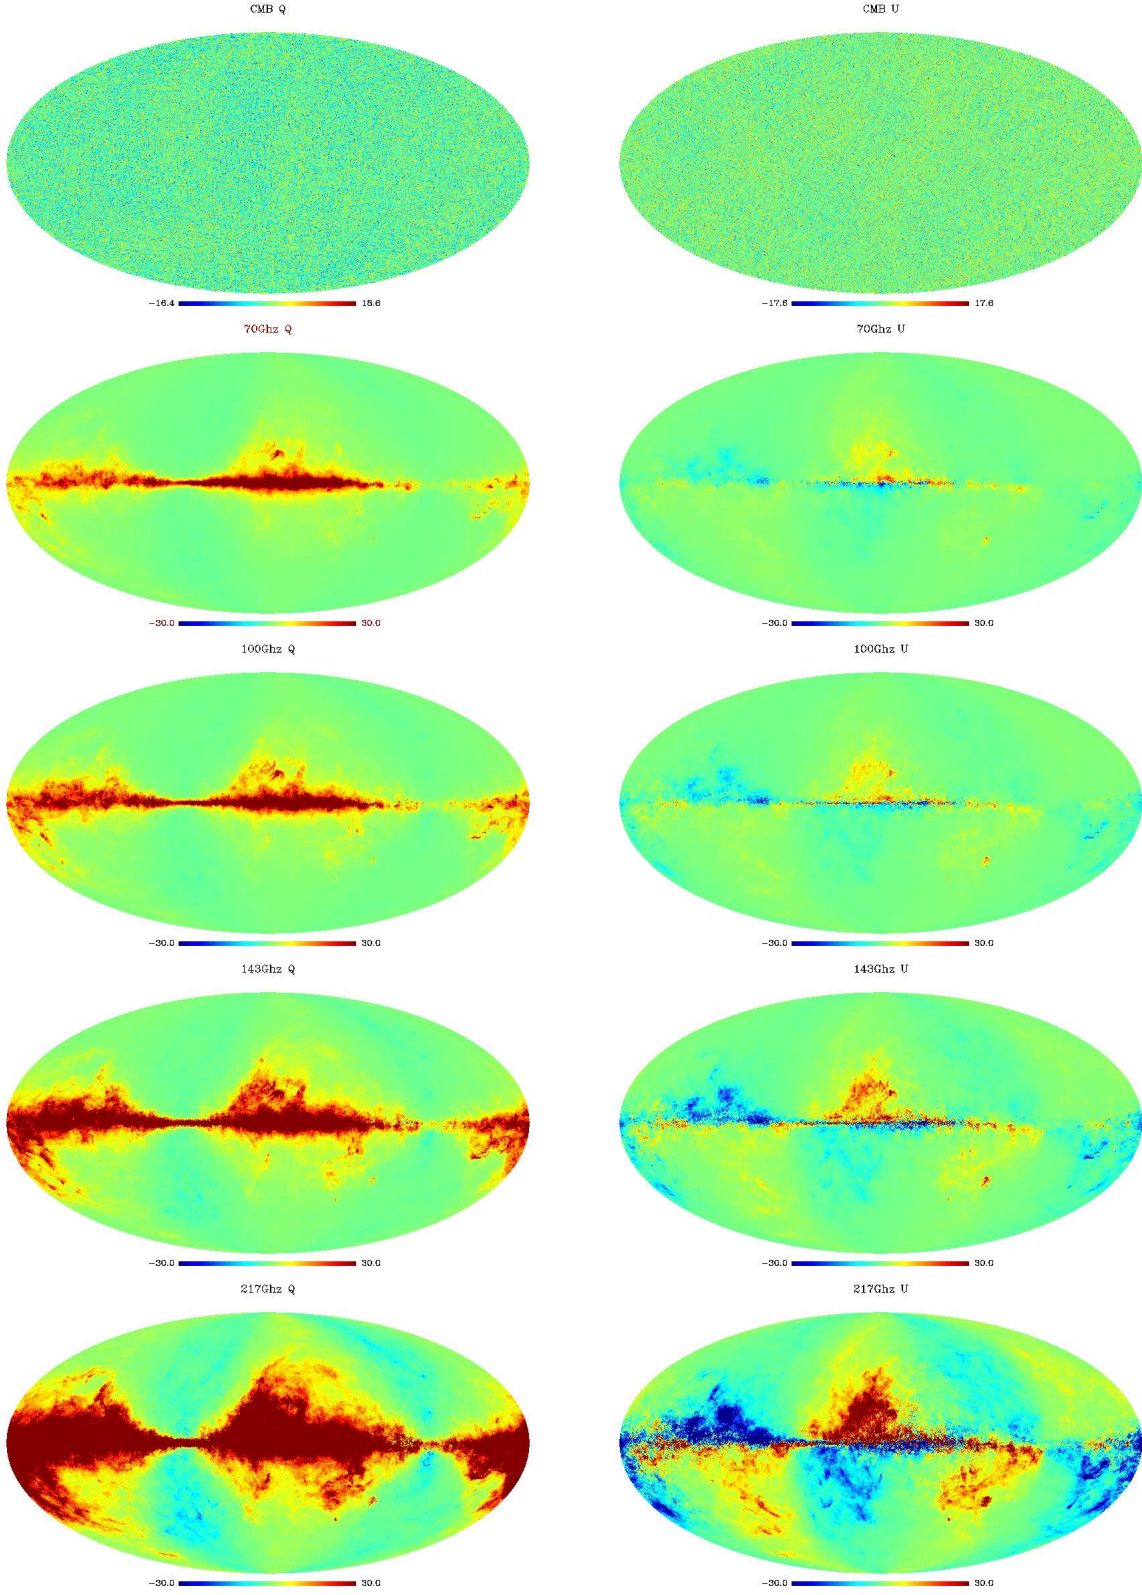 CMB Q
CMB U
-16.4 18.6
-17.6 17.6
70Ghz Q
70Ghz U
-30.0 30.0
-30.0 30.0
100Ghz Q
100Ghz U
-30.0 30.0
-30.0 30.0
143Ghz Q
143Ghz U
-30.0 30.0
-30.0 30.0
217Ghz Q
217Ghz U
-30.0 30.0
-30.0 30.0